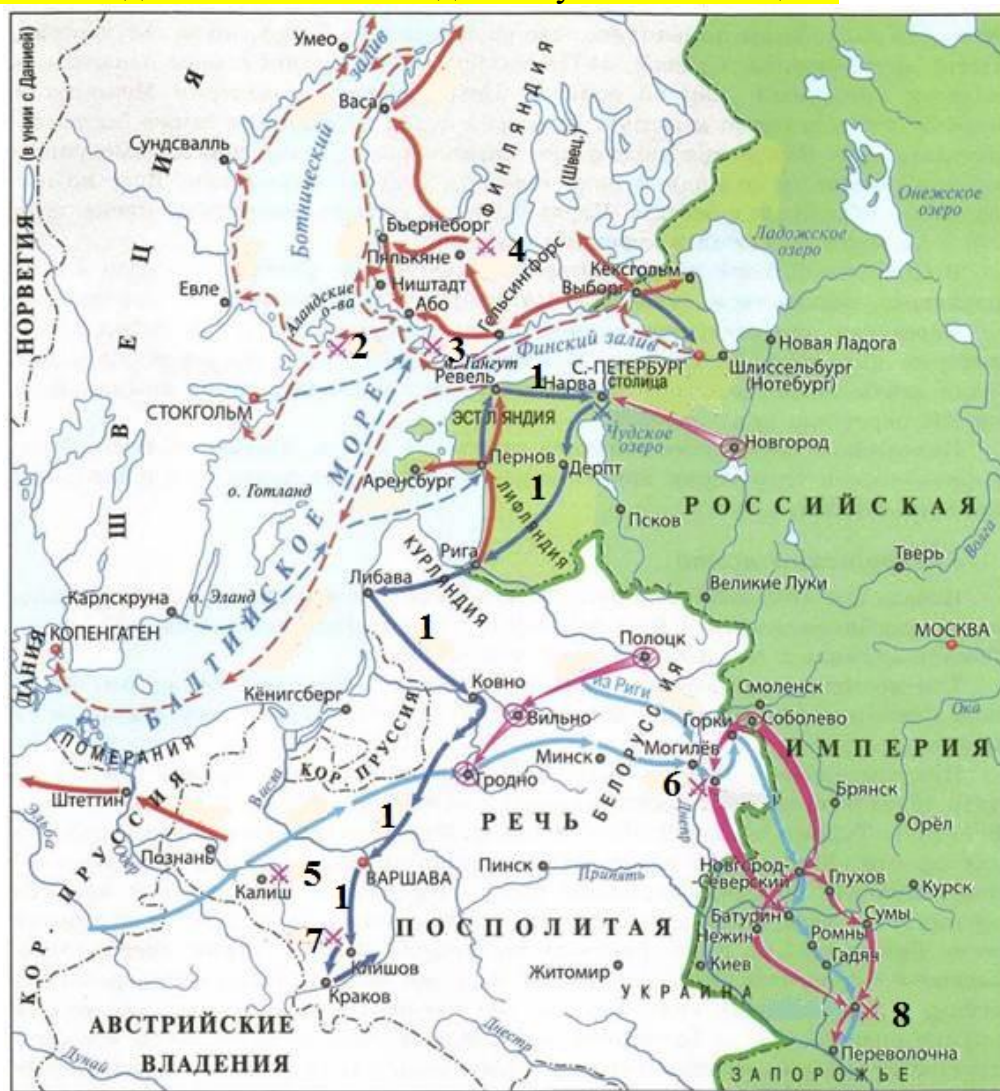 НОРВЕГИЯ (в унии с Данией)
ШВЕЦИЯ
Умео
залив
Васа
ФИНЛЯНДИЯ
(Швец.)
Сундсвалль
Ботнический
Онежское
озеро
Ладожское
озеро
Бьернеборг
Пялькяне
4
Кексгольм
Выборг
Ништадт
Або
Гельсингфорс
Евле
Аландские
о-ва
2
3
Финский залив
Новая Ладога
Шлиссельбург
(Нотебург)
С.-ПЕТЕРБУРГ
(СТОЛИЦА
м. Гангут
Ревель
1
Нарва
СТОКГОЛЬМ
ЭСТЛЯНДИЯ
Чудское
озеро
Новгород
Пернов
Дерпт
Аренсбург
1
ЛИФЛЯНДИЯ
о. Готланд
Псков
РОССИЙСКАЯ
Волга
Тверь
Рига
КУРЛЯНДИЯ
Либава
Великие Луки
Карлскруна
о. Эланд
БАЛТИЙСКОЕ МОРЕ
ДАНИЯ
КОПЕНГАГЕН
1
Полоцк
МОСКВА
из Риги
Кёнигсберг
Ковно
Вильно
Смоленск
Ока
Горки
Соболево
ИМПЕРИЯ
ПОМЕРАНИЯ
КОР. ПРУССИЯ
Гродно
Минск
Могилёв
БЕЛОРУССИЯ
6
Висла
Штеттин
1
РЕЧЬ
Днепр
Брянск
Орёл
Эльба
Одер
КОР. ПРУССИЯ
Познань
Калиш
5
ВАРШАВА
Пинск
Припять
Новгород-
Северский
Глухов
Курск
1
ПОСПОЛИТАЯ
Батурин
Сумы
Нежин
Ромны
7
Клишов
Гадяч
Краков
Житомир
Киев
УКРАИНА
8
АВСТРИЙСКИЕ
ВЛАДЕНИЯ
Дунай
Днестр
Переволочна
ЗАПОРОЖЬЕ